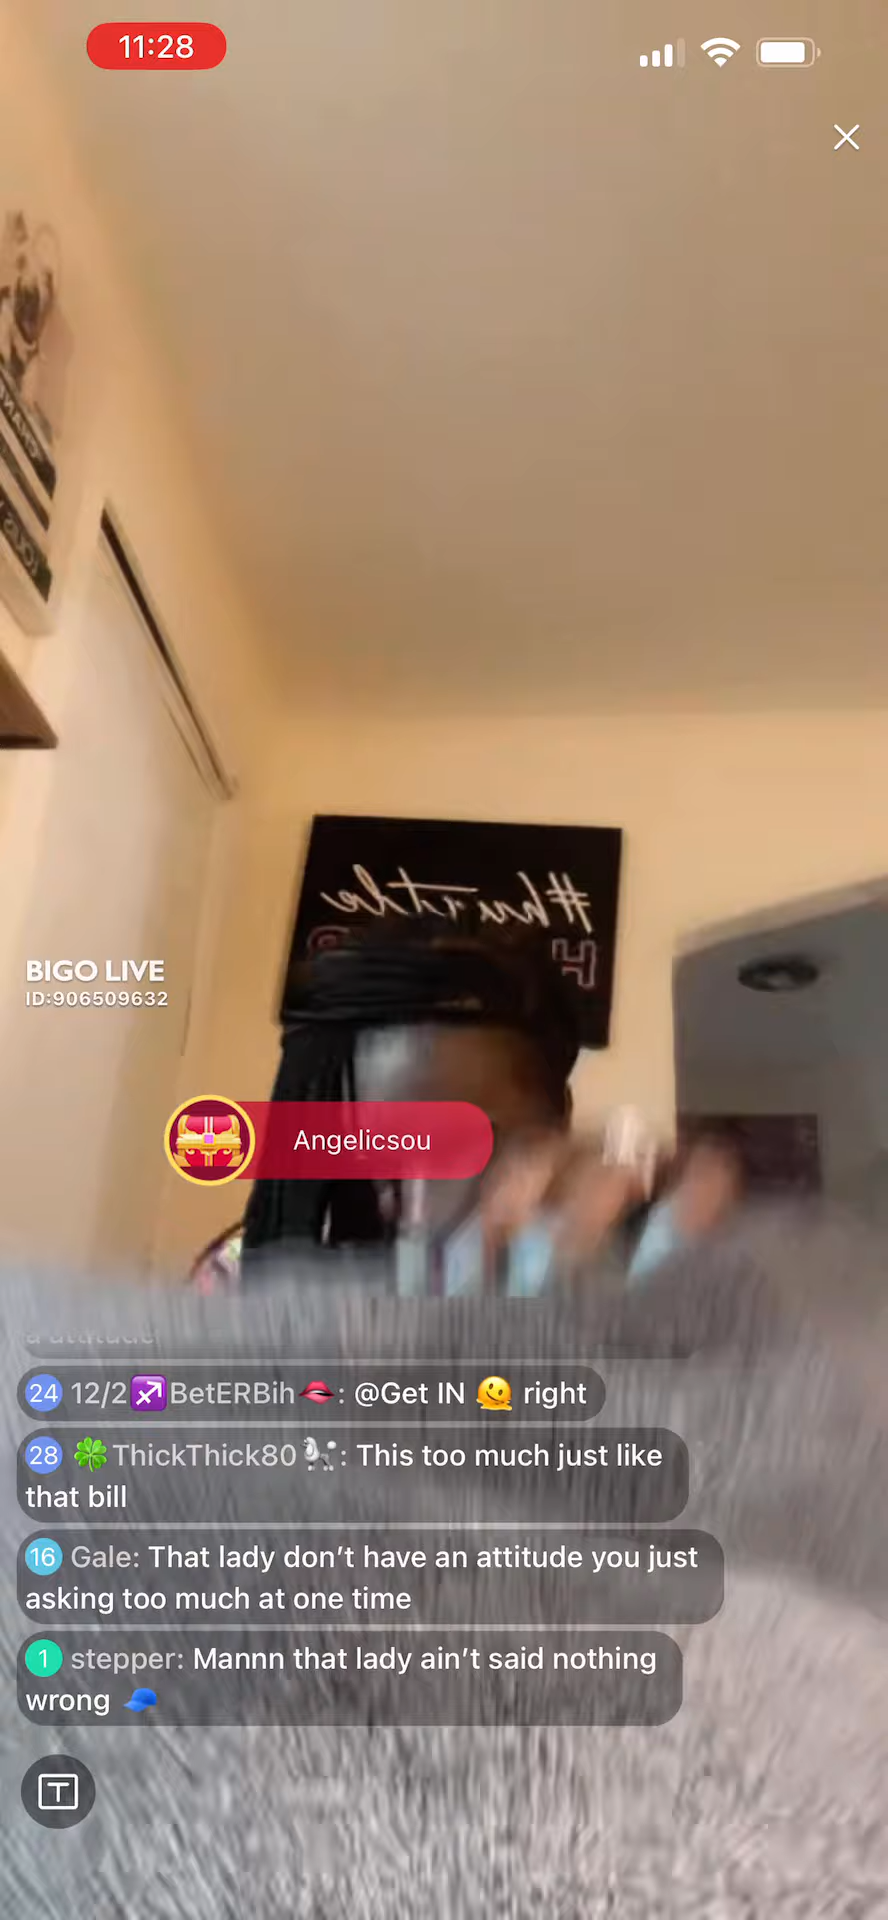 11:28
#hustle
BIGO LIVE
ID:906509632
Angelicsou
a attitude
24 12/2♐BetERBih👄: @Get IN 🫠 right
28 🍀ThickThick80🐩: This too much just like
that bill
16 Gale: That lady don’t have an attitude you just
asking too much at one time
1 stepper: Mannn that lady ain’t said nothing
wrong 🧢
T